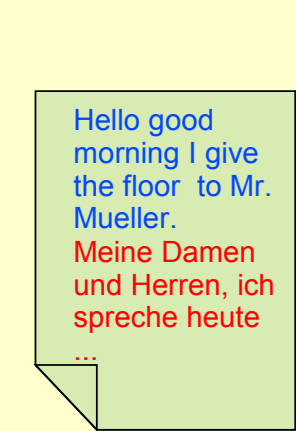 Hello good
morning I give
the floor  to Mr.
Mueller.
Meine Damen
und Herren, ich
spreche heute
...